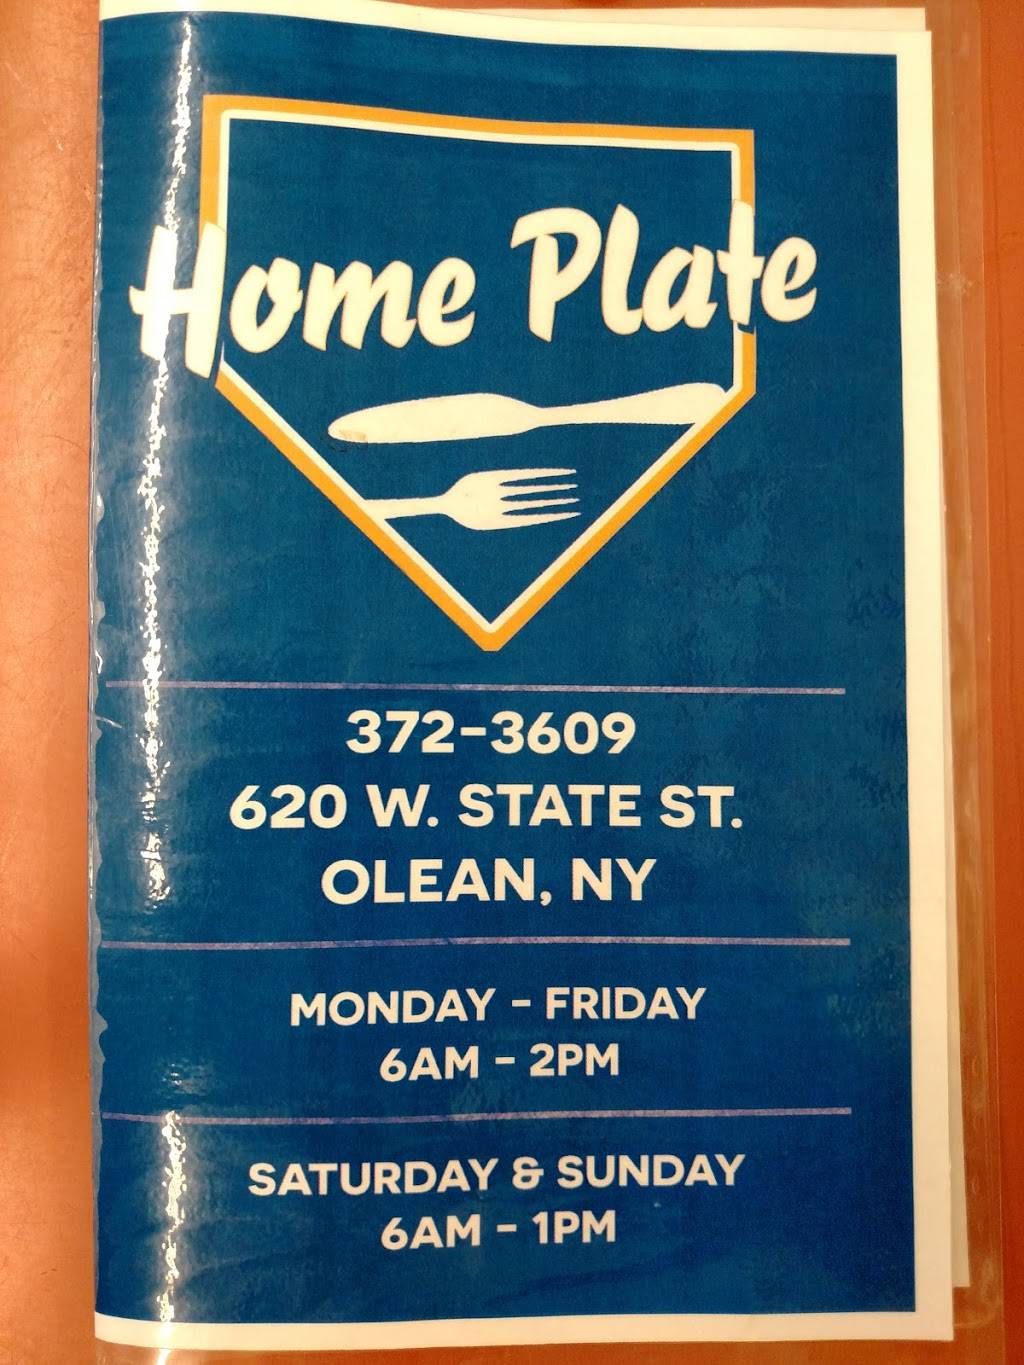 Home Plate
372-3609
620 W. STATE ST.
OLEAN, NY
MONDAY - FRIDAY
6AM - 2PM
SATURDAY & SUNDAY
6AM - 1PM